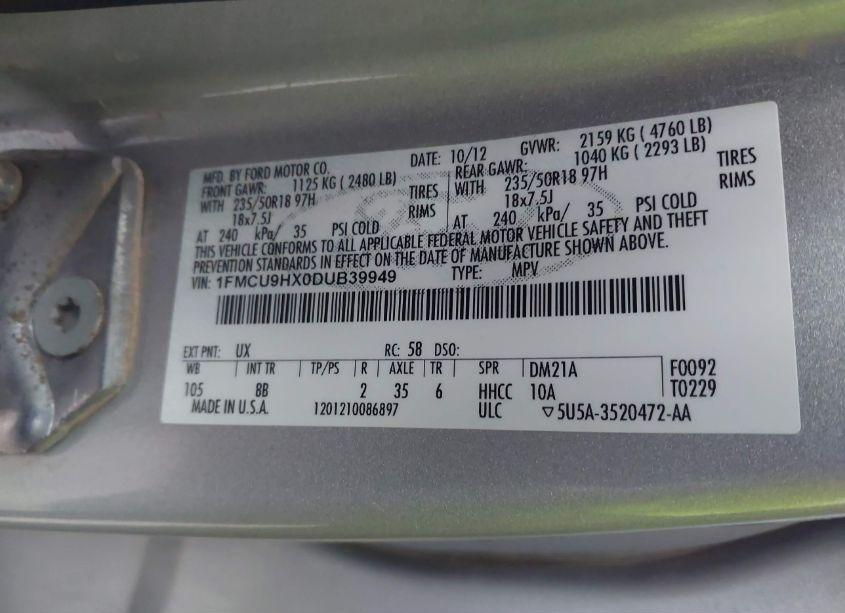 MFD. BY FORD MOTOR CO. DATE: 10/12 GVWR: 2159 KG ( 4760 LB)
FRONT GAWR: 1125 KG ( 2480 LB) REAR GAWR: 1040 KG ( 2293 LB)
WITH 235/50R18 97H TIRES WITH 235/50R18 97H TIRES
18x7.5J RIMS 18x7.5J RIMS
AT 240 kPa/ 35 PSI COLD AT 240 kPa/ 35 PSI COLD
THIS VEHICLE CONFORMS TO ALL APPLICABLE FEDERAL MOTOR VEHICLE SAFETY AND THEFT
PREVENTION STANDARDS IN EFFECT ON THE DATE OF MANUFACTURE SHOWN ABOVE.
VIN: 1FMCU9HX0DUB39949 TYPE: MPV
EXT PNT: UX RC: 58 DSO:
WB INT TR TP/PS R AXLE TR SPR DM21A F0092
105 8B 2 35 6 HHCC 10A T0229
MADE IN U.S.A. 1201210086897 ULC ▽5U5A-3520472-AA